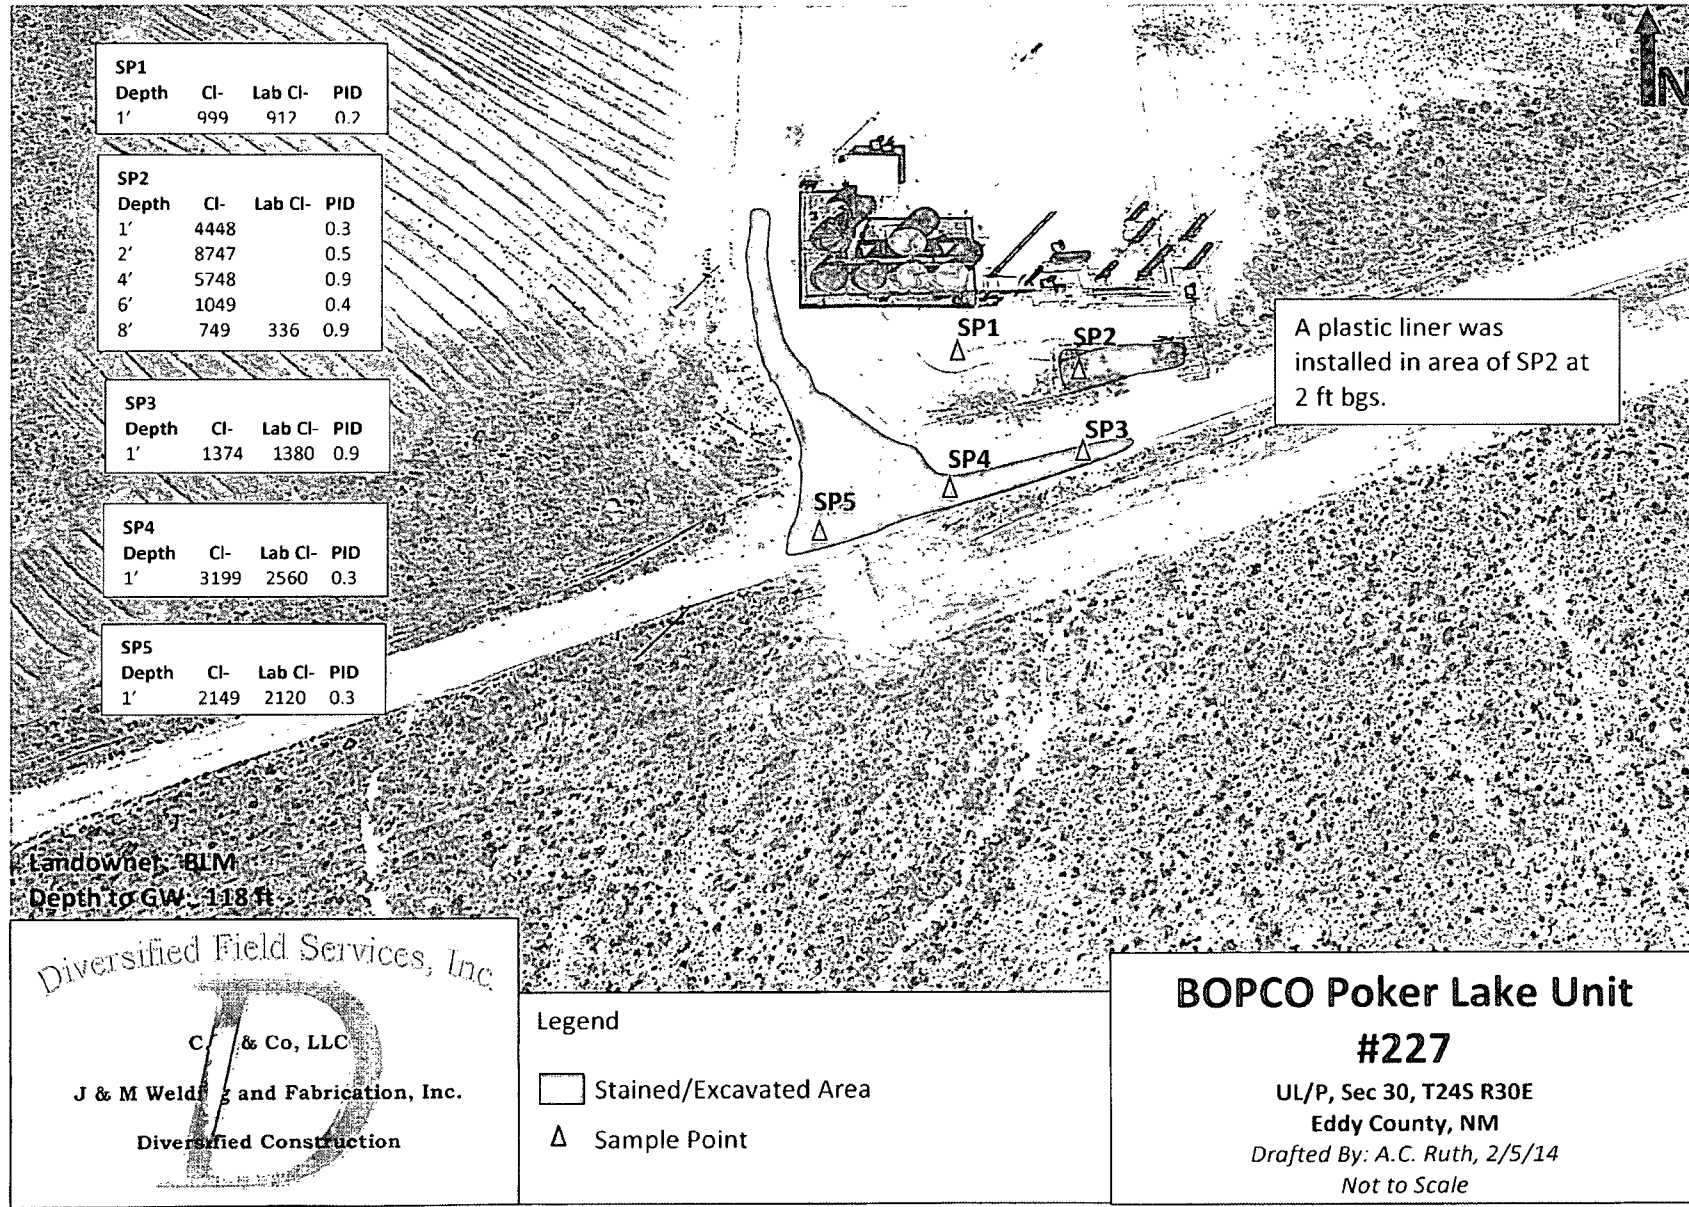 N
SP1
Depth Cl- Lab Cl- PID
1' 999 912 0.2
SP2
Depth Cl- Lab Cl- PID
1' 4448 0.3
2' 8747 0.5
4' 5748 0.9
6' 1049 0.4
8' 749 336 0.9
SP3
Depth Cl- Lab Cl- PID
1' 1374 1380 0.9
SP4
Depth Cl- Lab Cl- PID
1' 3199 2560 0.3
SP5
Depth Cl- Lab Cl- PID
1' 2149 2120 0.3
SP1
SP2
SP3
SP4
SP5
A plastic liner was
installed in area of SP2 at
2 ft bgs.
Landowner: BLM
Depth to GW: 118 ft
Diversified Field Services, Inc
& Co, LLC
J & M and Fabrication, Inc.
Diversified Construction
Legend
Stained/Excavated Area
Sample Point
BOPCO Poker Lake Unit
#227
UL/P, Sec 30, T24S R30E
Eddy County, NM
Drafted By: A.C. Ruth, 2/5/14
Not to Scale